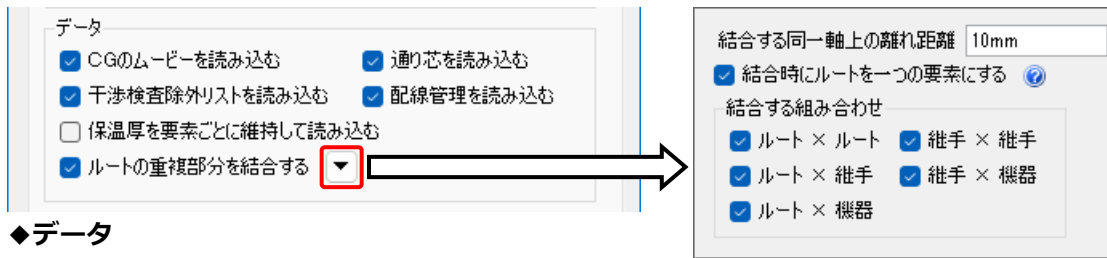 データ
CGのムービーを読み込む
通り芯を読み込む
干渉検査除外リストを読み込む
配線管理を読み込む
保温厚を要素ごとに維持して読み込む
ルートの重複部分を結合する
◆データ
結合する同一軸上の離れ距離 10mm
結合時にルートを一つの要素にする
結合する組み合わせ
ルート × ルート
継手 × 継手
ルート × 継手
継手 × 機器
ルート × 機器